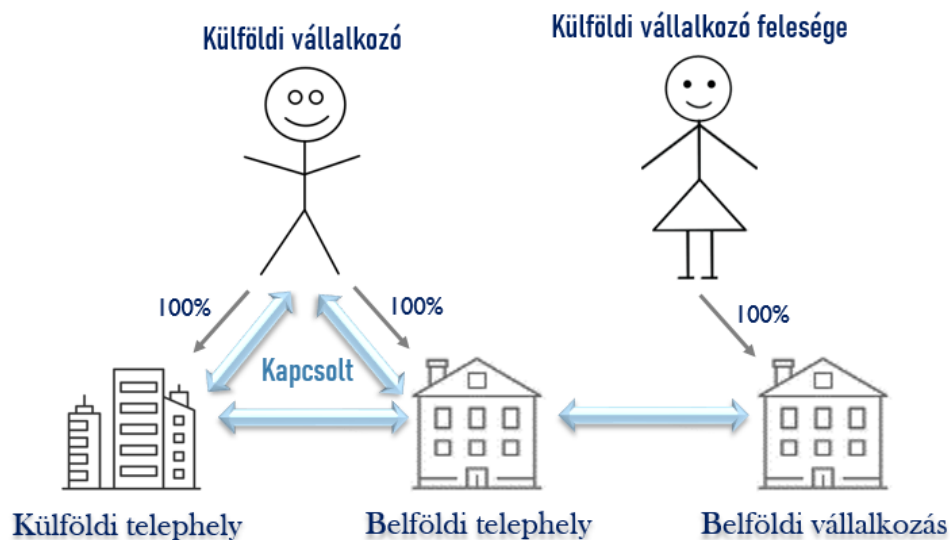 Külföldi vállalkozó
Külföldi vállalkozó felesége
100%
100%
100%
Kapcsolt
Külföldi telephely
Belföldi telephely
Belföldi vállalkozás